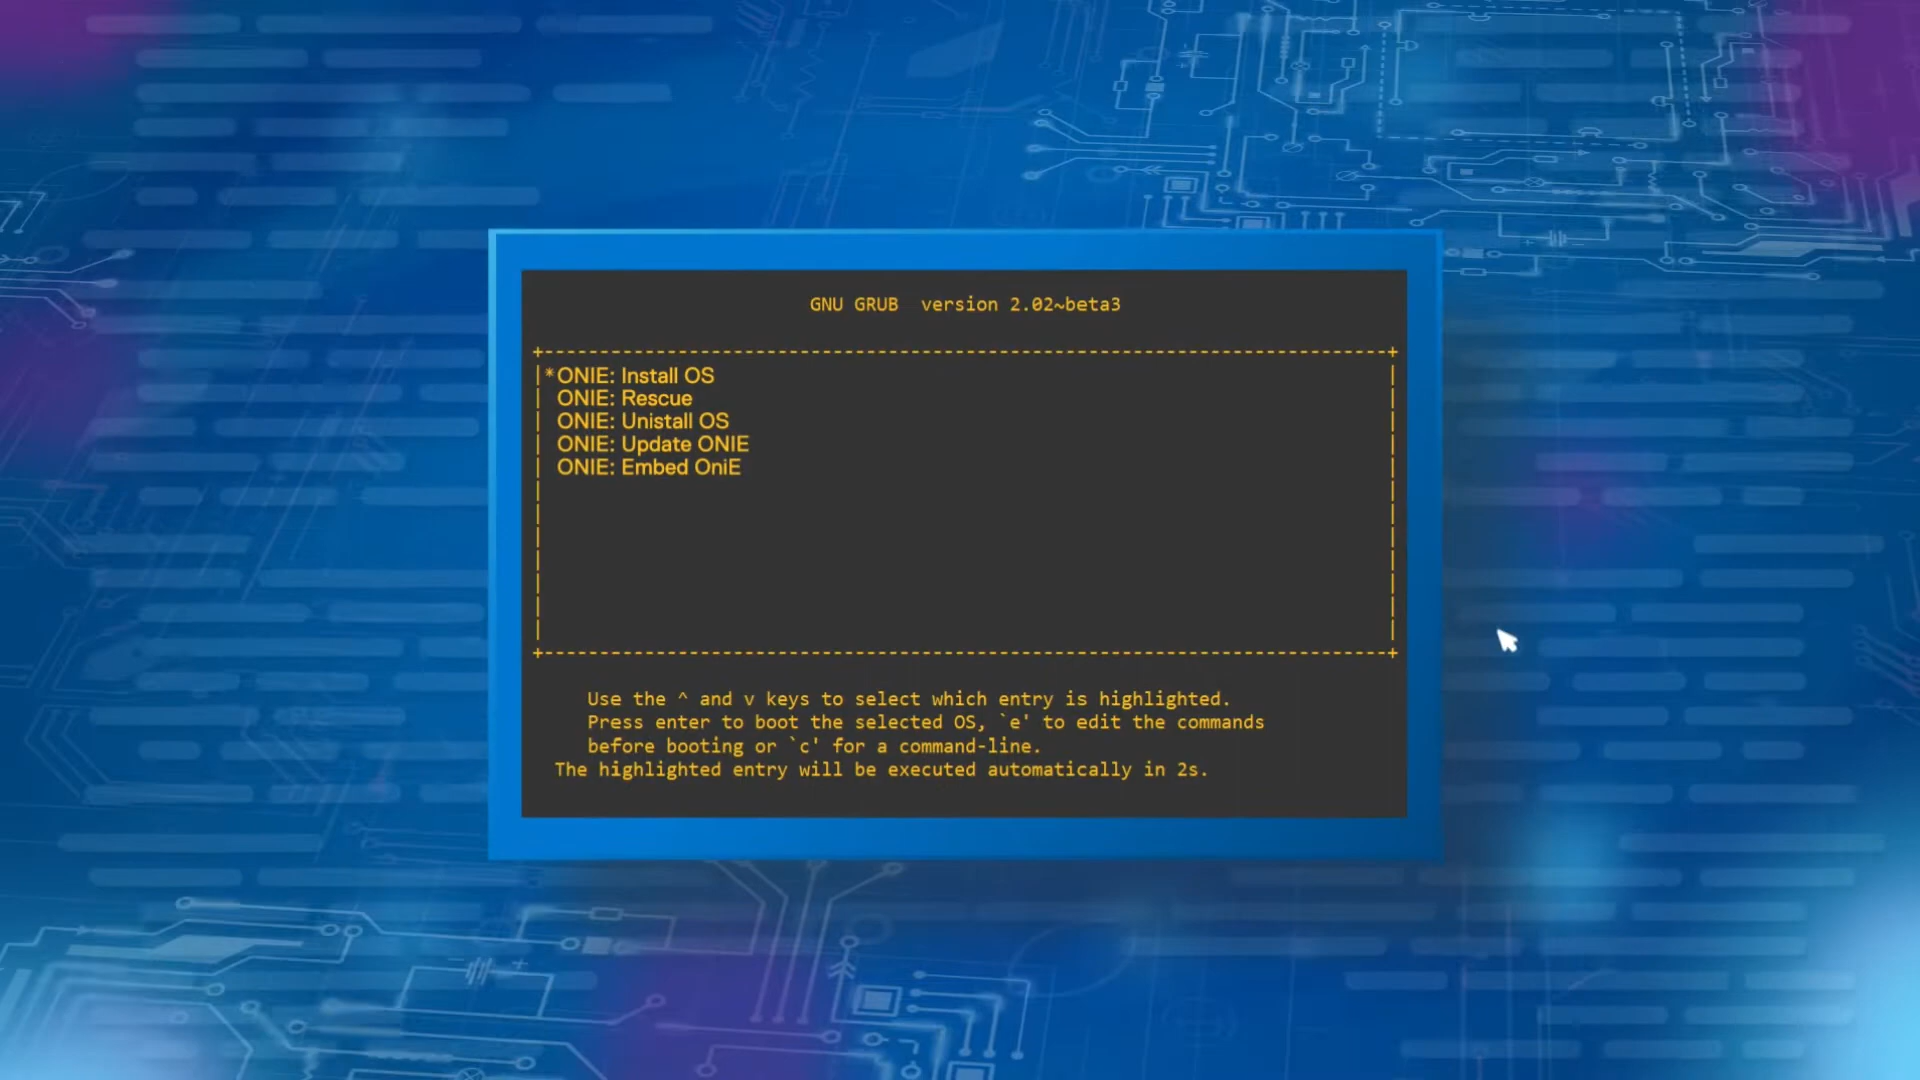 GNU GRUB  version 2.02~beta3
*ONIE: Install OS
ONIE: Rescue
ONIE: Unistall OS
ONIE: Update ONIE
ONIE: Embed OniE
Use the ^ and v keys to select which entry is highlighted.
Press enter to boot the selected OS, `e' to edit the commands
before booting or `c' for a command-line.
The highlighted entry will be executed automatically in 2s.